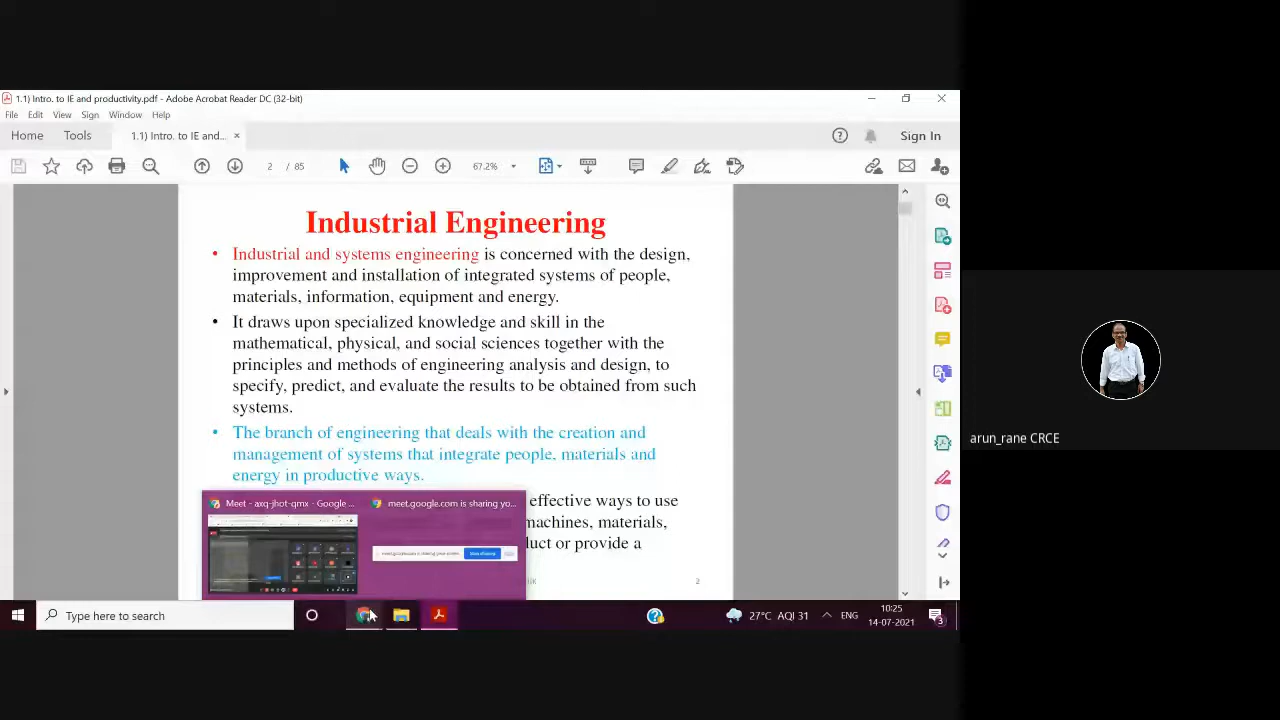 1.1) Intro. to IE and productivity.pdf - Adobe Acrobat Reader DC (32-bit)
File Edit View Sign Window Help
Home Tools 1.1) Intro. to IE and... × Sign In
2 / 85 67.2%
Industrial Engineering
• Industrial and systems engineering is concerned with the design,
improvement and installation of integrated systems of people,
materials, information, equipment and energy.
• It draws upon specialized knowledge and skill in the
mathematical, physical, and social sciences together with the
principles and methods of engineering analysis and design, to
specify, predict, and evaluate the results to be obtained from such
systems.
• The branch of engineering that deals with the creation and
management of systems that integrate people, materials and
energy in productive ways.
effective ways to use
machines, materials,
duct or provide a
2
Meet - axq-jhot-qmx - Google ... meet.google.com is sharing yo...
Type here to search
27°C AQI 31 ENG 10:25
14-07-2021 3
arun_rane CRCE